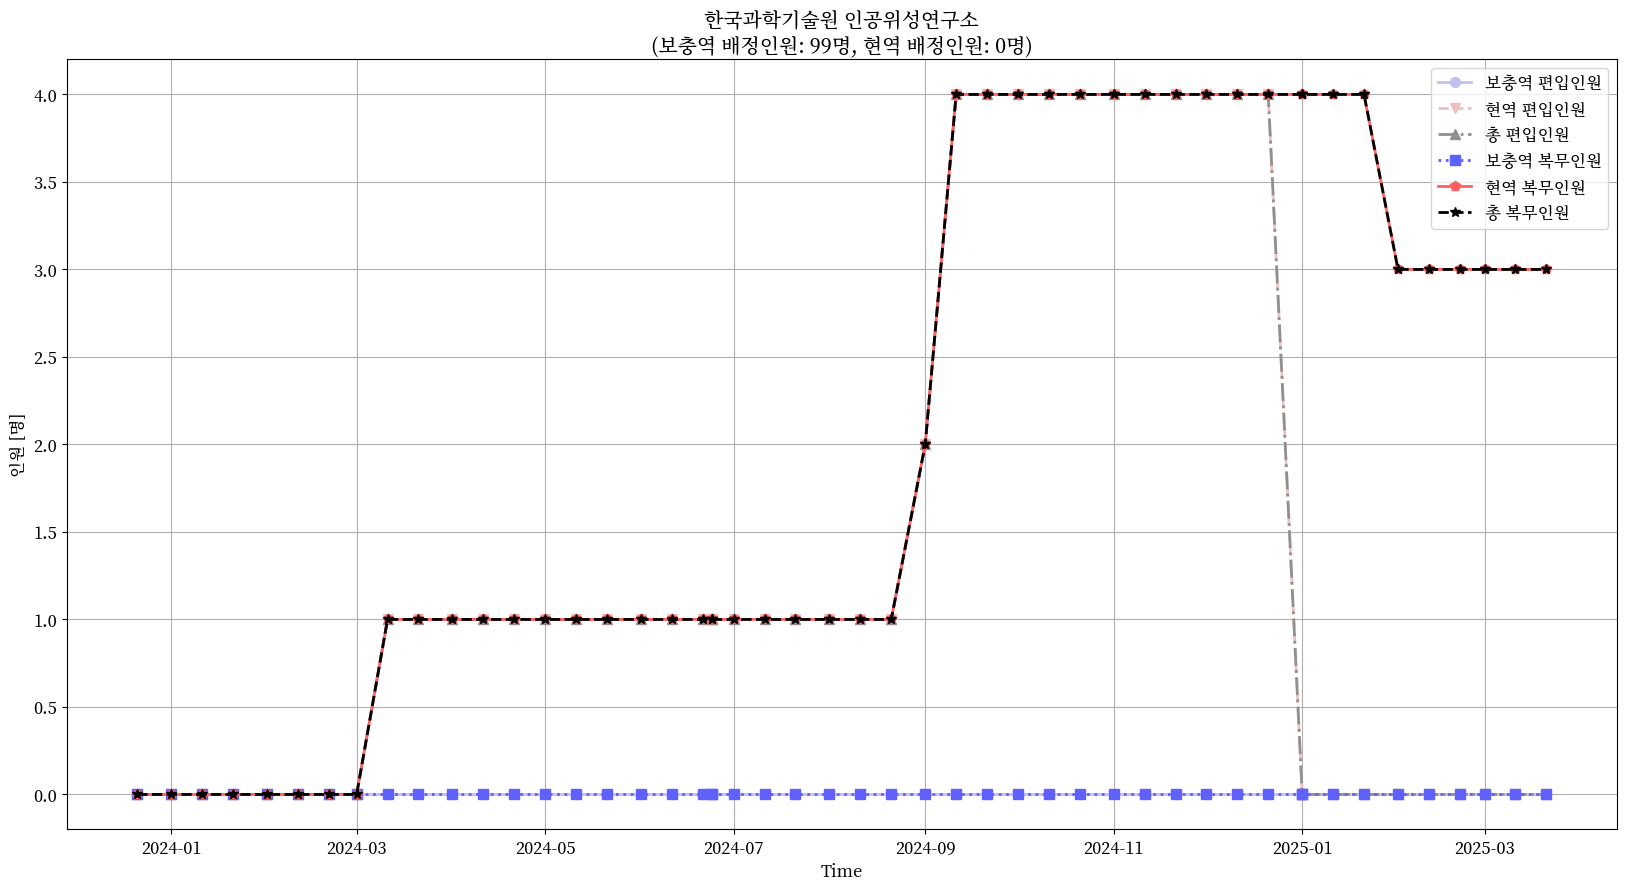 한국과학기술원 인공위성연구소
(보충역 배정인원: 99명, 현역 배정인원: 0명)
보충역 편입인원
현역 편입인원
총 편입인원
보충역 복무인원
현역 복무인원
총 복무인원
인원 [명]
4.0
3.5
3.0
2.5
2.0
1.5
1.0
0.5
0.0
2024-01
2024-03
2024-05
2024-07
2024-09
2024-11
2025-01
2025-03
Time